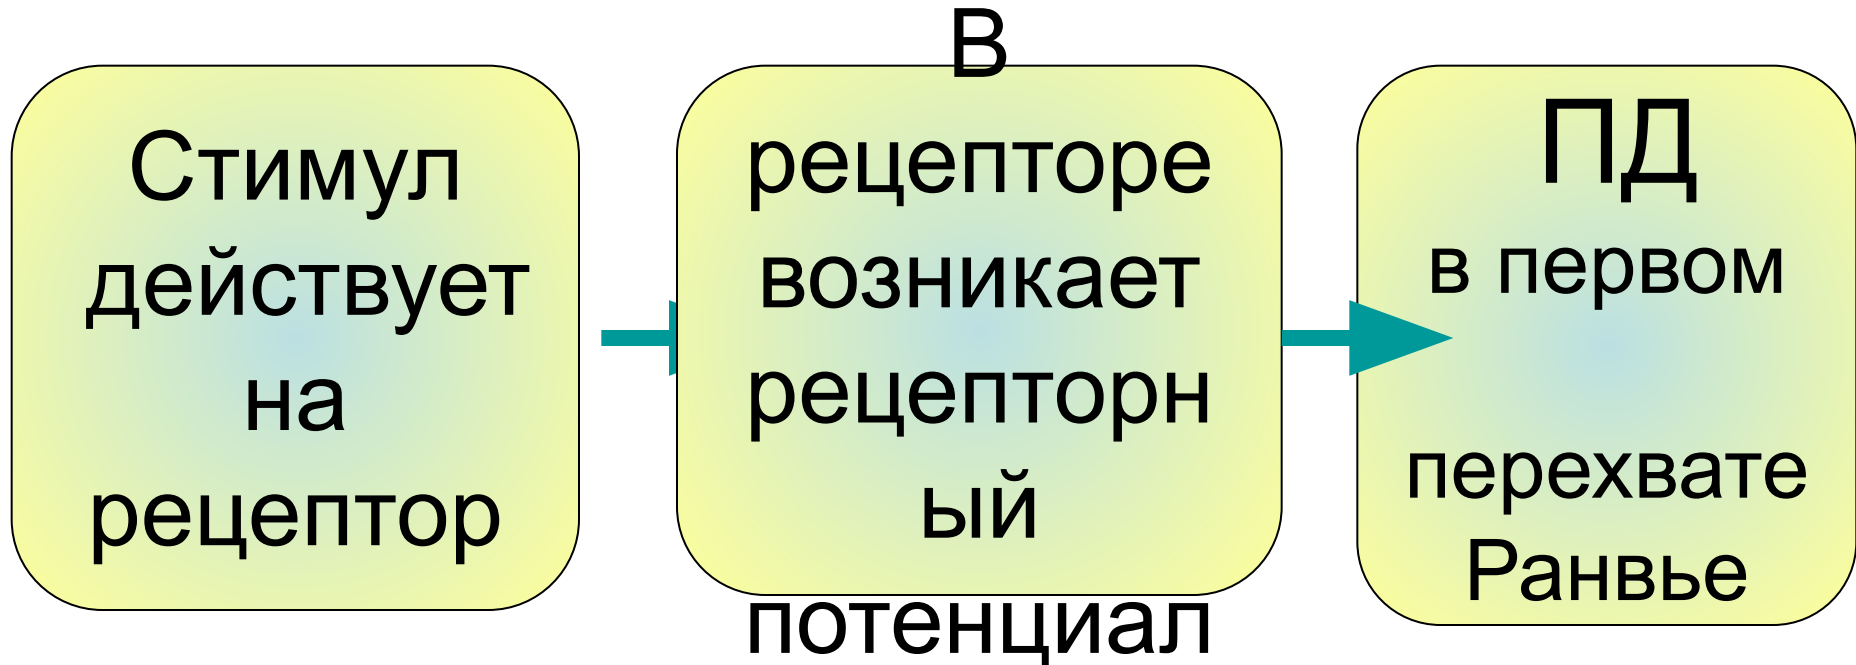 Стимул
действует
на
рецептор
В
рецепторе
возникает
рецепторн
ый
потенциал
ПД
в первом
перехвате
Ранвье